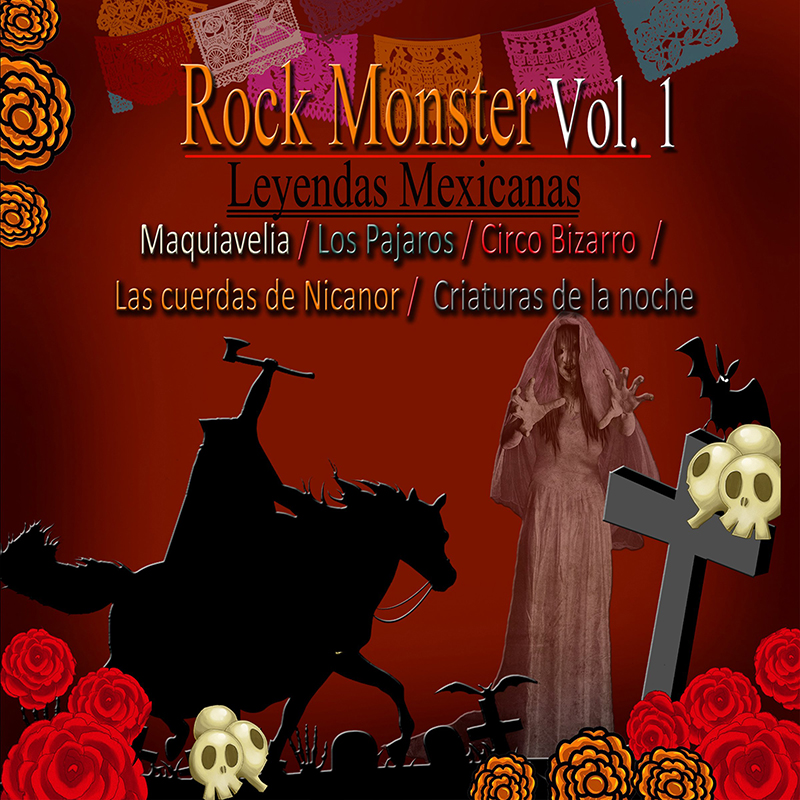 Rock Monster Vol. 1
Leyendas Mexicanas
Maquiavelia / Los Pajaros / Circo Bizarro /
Las cuerdas de Nicanor / Criaturas de la noche